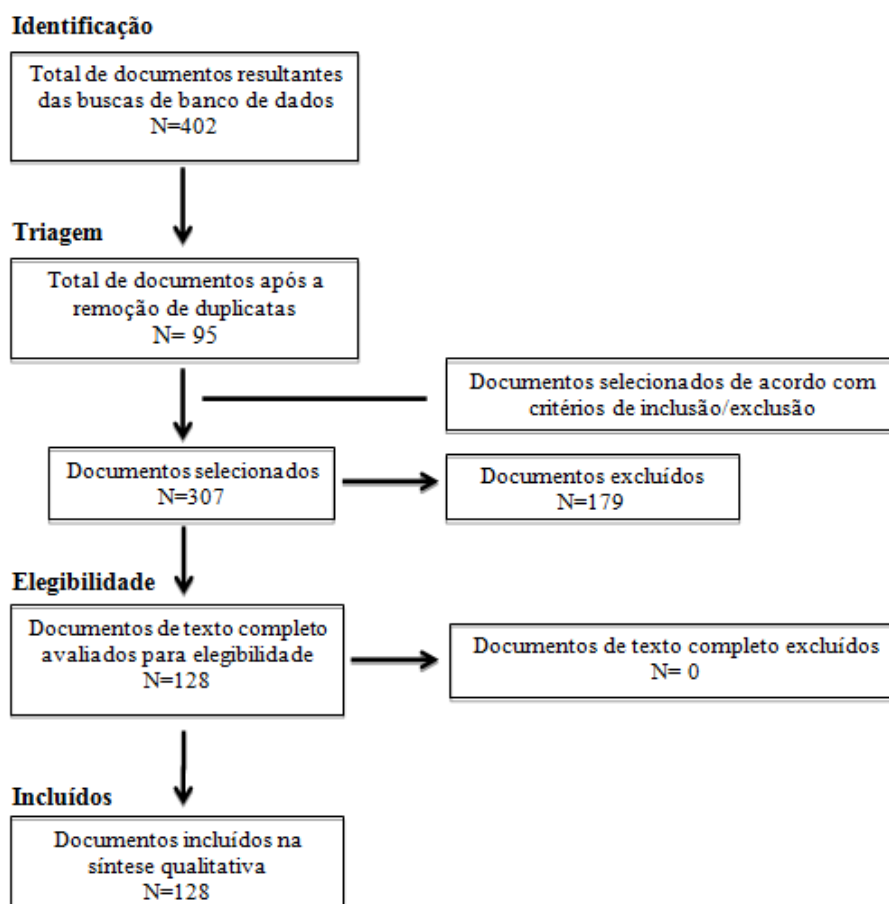 Identificação
Total de documentos resultantes
das buscas de banco de dados
N=402
Triagem
Total de documentos após a
remoção de duplicatas
N= 95
Documentos selecionados de acordo com
critérios de inclusão/exclusão
Documentos selecionados
N=307
Documentos excluídos
N=179
Elegibilidade
Documentos de texto completo
avaliados para elegibilidade
N=128
Documentos de texto completo excluídos
N= 0
Incluídos
Documentos incluídos na
síntese qualitativa
N=128